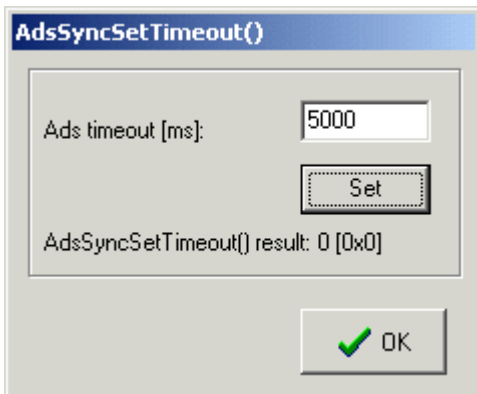 AdsSyncSetTimeout()
Ads timeout [ms]: 5000
Set
AdsSyncSetTimeout() result: 0 [0x0]
OK